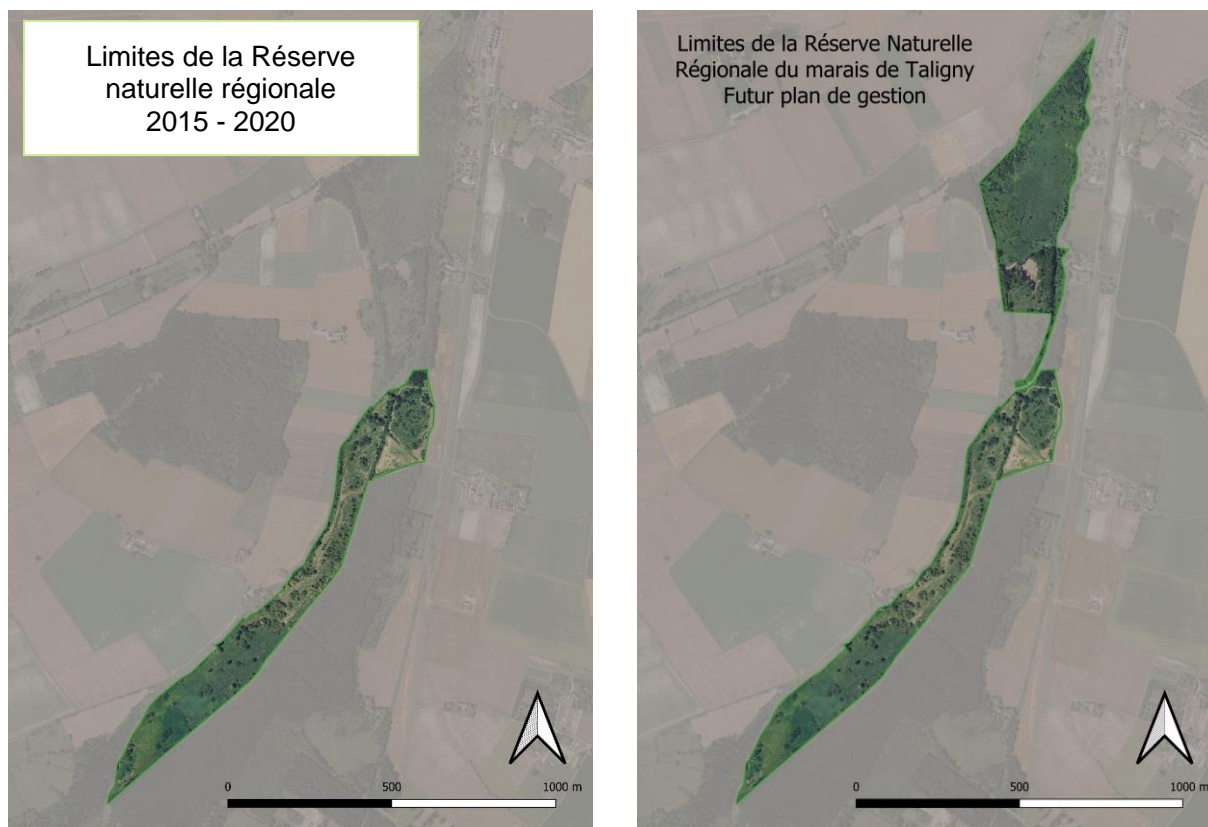 Limites de la Réserve
naturelle régionale
2015 - 2020
0 500 1000 m
Limites de la Réserve Naturelle
Régionale du marais de Taligny
Futur plan de gestion
0 500 1000 m